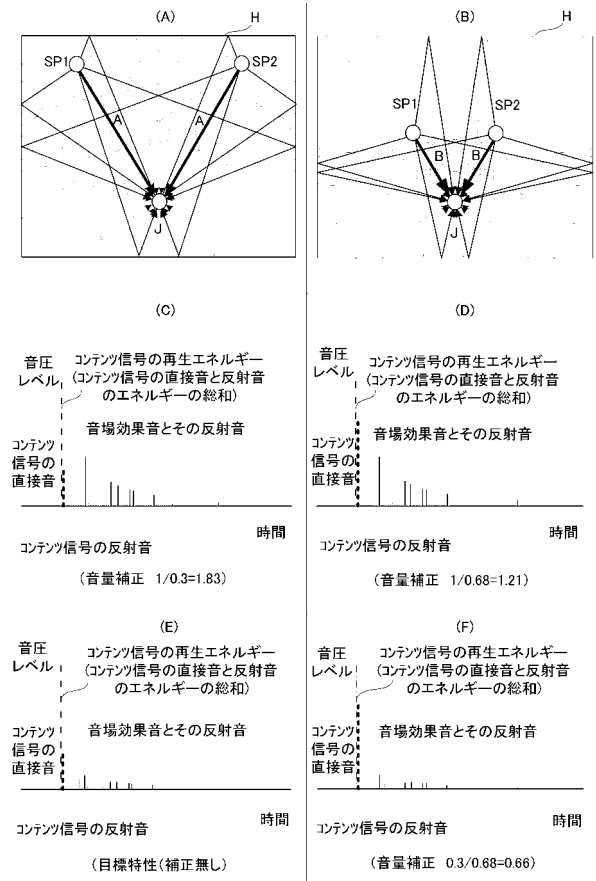 (A)
H
SP1
SP2
A
A
J
(B)
H
SP1
SP2
B
B
J
(C)
音圧
レベル
コンテンツ信号の再生エネルギー
(コンテンツ信号の直接音と反射音
のエネルギーの総和)
コンテンツ
信号の
直接音
音場効果音とその反射音
時間
コンテンツ信号の反射音
(音量補正 1/0.3=1.83)
(D)
音圧
レベル
コンテンツ信号の再生エネルギー
(コンテンツ信号の直接音と反射音
のエネルギーの総和)
コンテンツ
信号の
直接音
音場効果音とその反射音
時間
コンテンツ信号の反射音
(音量補正 1/0.68=1.21)
(E)
音圧
レベル
コンテンツ信号の再生エネルギー
(コンテンツ信号の直接音と反射音
のエネルギーの総和)
コンテンツ
信号の
直接音
音場効果音とその反射音
時間
コンテンツ信号の反射音
(目標特性(補正無し)
(F)
音圧
レベル
コンテンツ信号の再生エネルギー
(コンテンツ信号の直接音と反射音
のエネルギーの総和)
コンテンツ
信号の
直接音
音場効果音とその反射音
時間
コンテンツ信号の反射音
(音量補正 0.3/0.68=0.66)